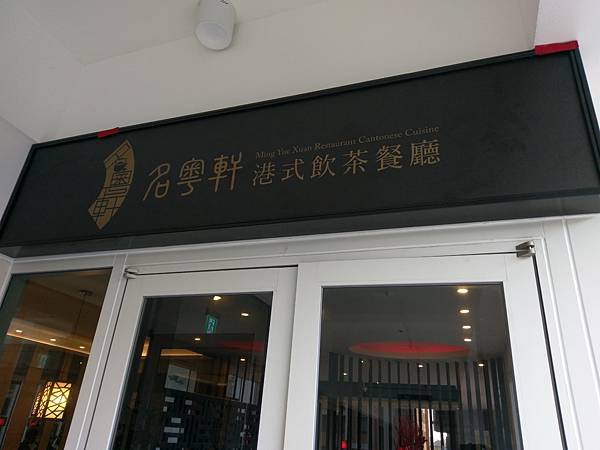 名粵軒
Ming Yue Xuan Restaurant Cantonese Cuisine
港式飲茶餐廳